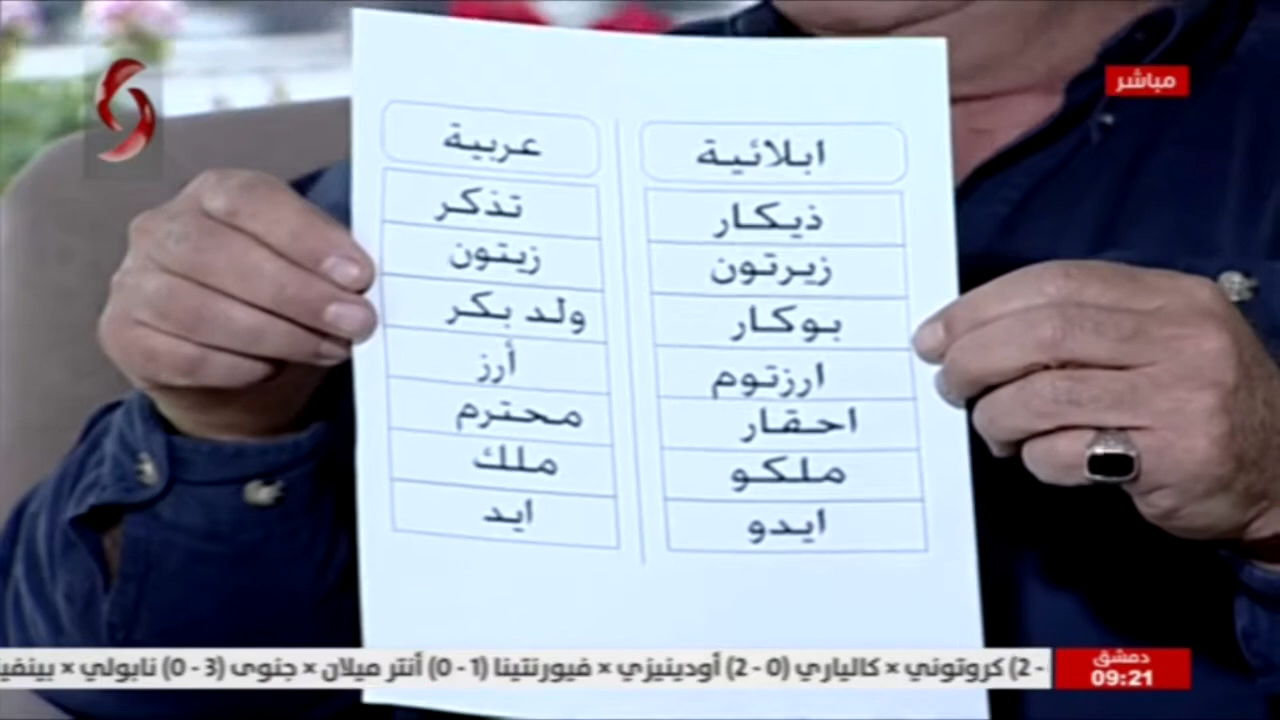 مباشر
ابلائية عربية
ذيكار تذكر
زيرتون زيتون
بوكار ولد بكر
ارزتوم أرز
احقار محترم
ملكو ملك
ايدو ايد
دمشق
09:21
- 2) كروتوني × كالياري (0 - 2) أودينيزي × فيورنتينا (1 - 0) أنتر ميلان × جنوى (3 - 0) نابولي ×